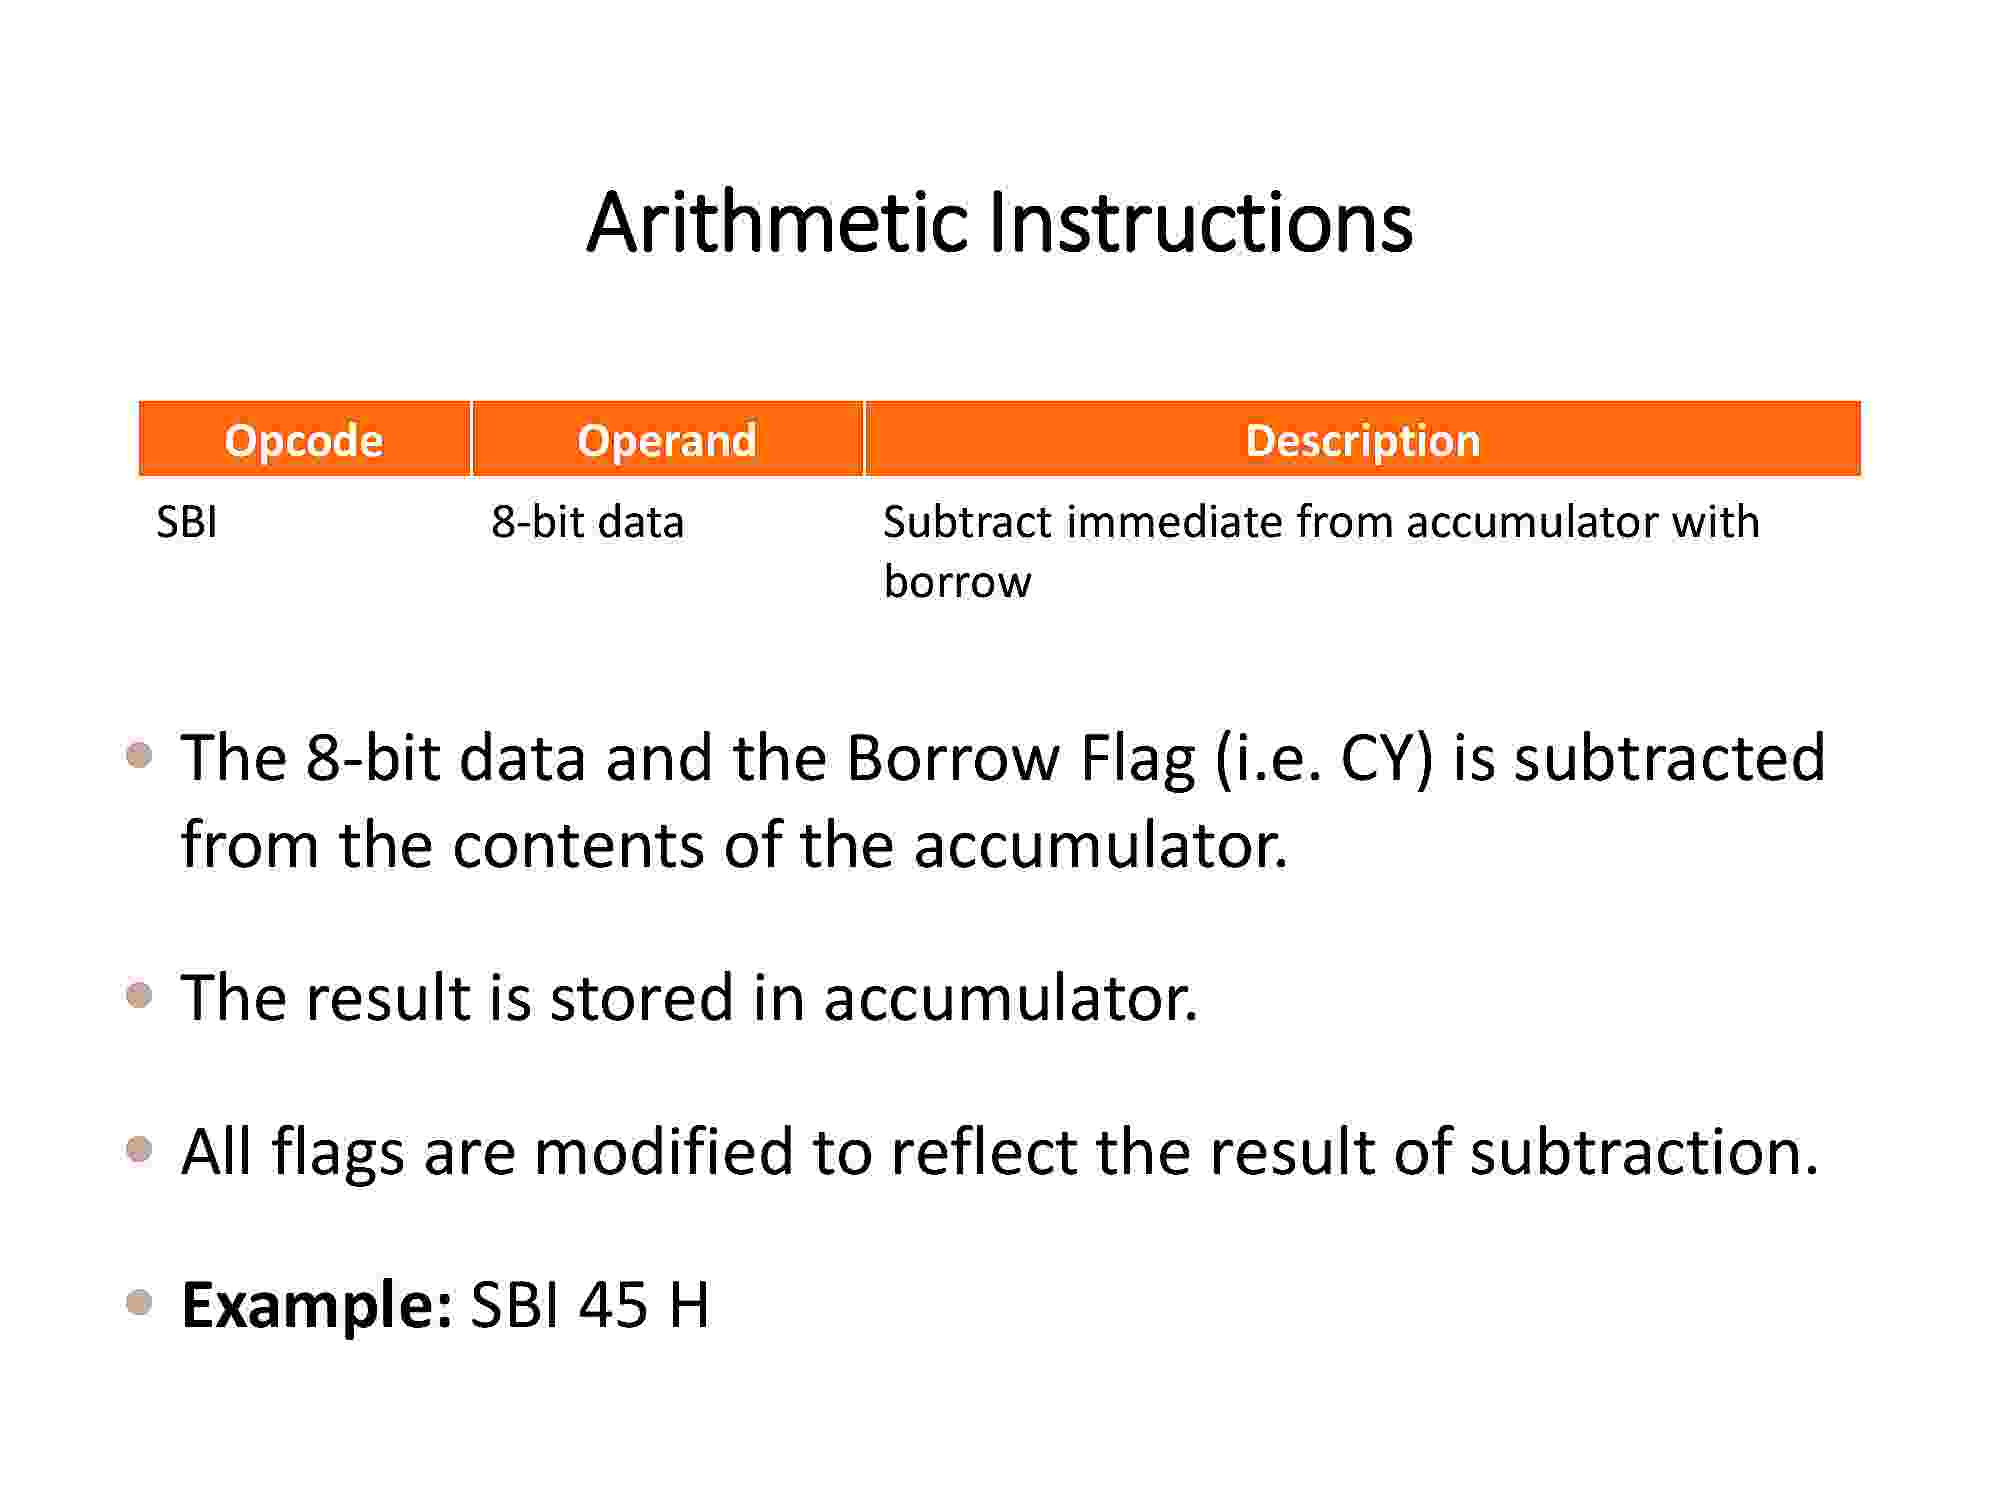 Arithmetic Instructions
Opcode Operand Description
SBI 8-bit data Subtract immediate from accumulator with
borrow
• The 8-bit data and the Borrow Flag (i.e. CY) is subtracted
from the contents of the accumulator.
• The result is stored in accumulator.
• All flags are modified to reflect the result of subtraction.
• Example: SBI 45 H